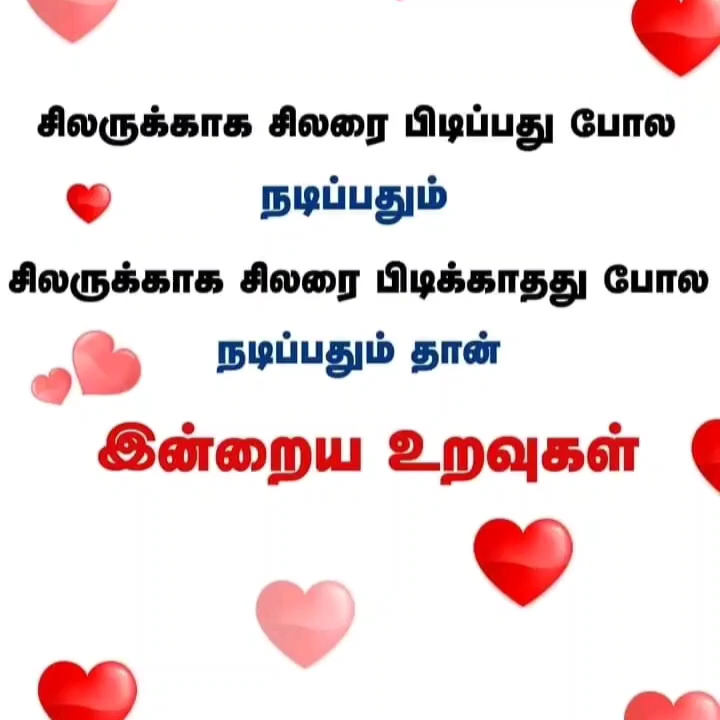 சிலருக்காக சிலரை பிடிப்பது போல
நடிப்பதும்
சிலருக்காக சிலரை பிடிக்காதது போல
நடிப்பதும் தான்
இன்றைய உறவுகள்